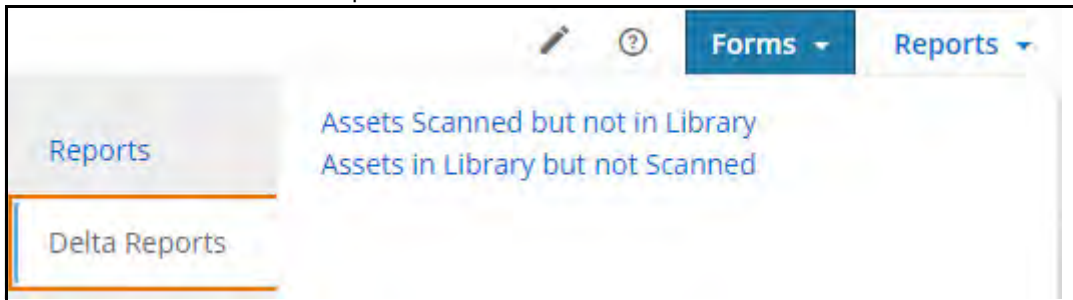 Forms
Reports
Reports
Assets Scanned but not in Library
Assets in Library but not Scanned
Delta Reports